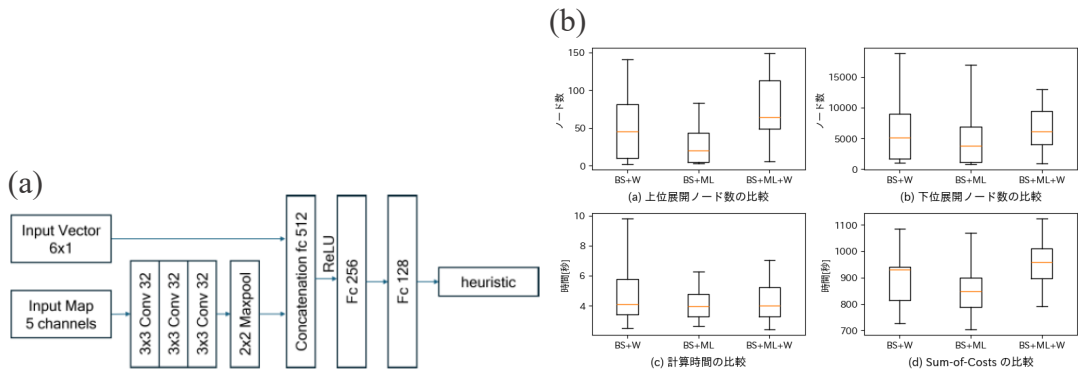 (a)
Input Vector
6x1
Input Map
5 channels
3x3 Conv 32
3x3 Conv 32
3x3 Conv 32
2x2 Maxpool
Concatenation fc 512
ReLU
Fc 256
Fc 128
heuristic
(b)
150
100
50
0
ノード数
BS+W
BS+ML
BS+ML+W
(a) 上位展開ノード数の比較
15000
10000
5000
0
ノード数
BS+W
BS+ML
BS+ML+W
(b) 下位展開ノード数の比較
10
8
6
4
時間[秒]
BS+W
BS+ML
BS+ML+W
(c) 計算時間の比較
1100
1000
900
800
700
時間[秒]
BS+W
BS+ML
BS+ML+W
(d) Sum-of-Costs の比較